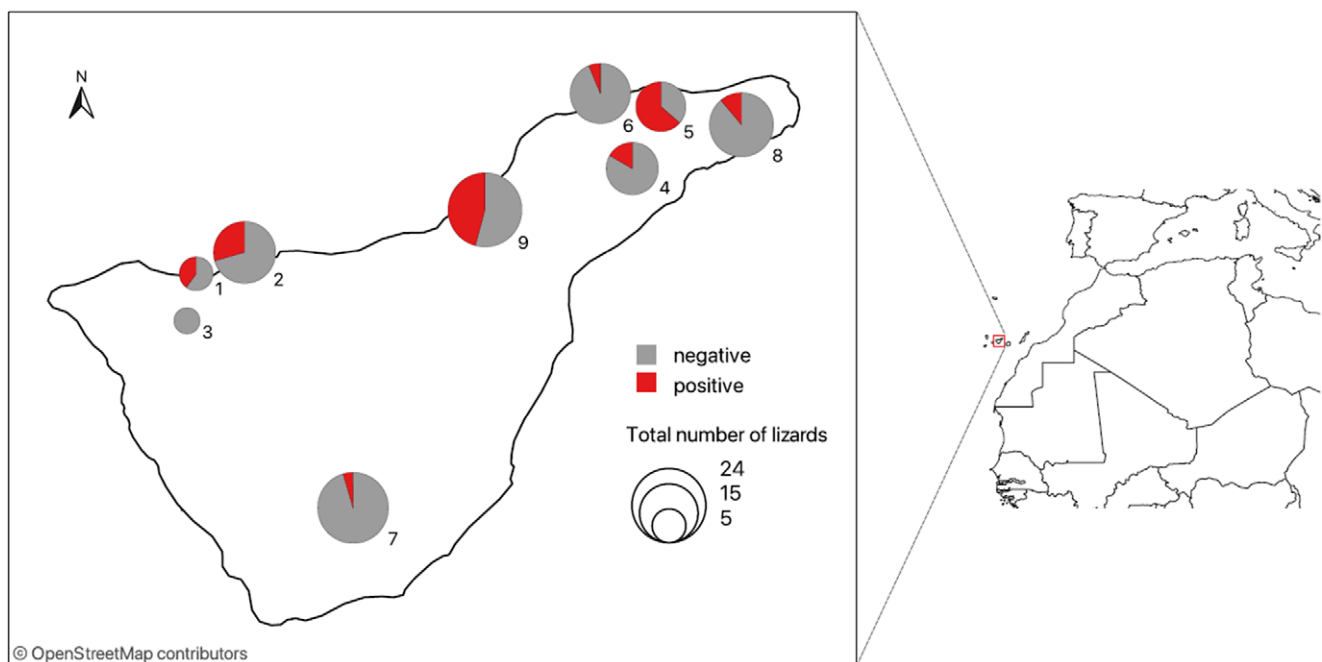 N
6
5
8
4
9
2
1
3
negative
positive
Total number of lizards
24
15
5
7
© OpenStreetMap contributors